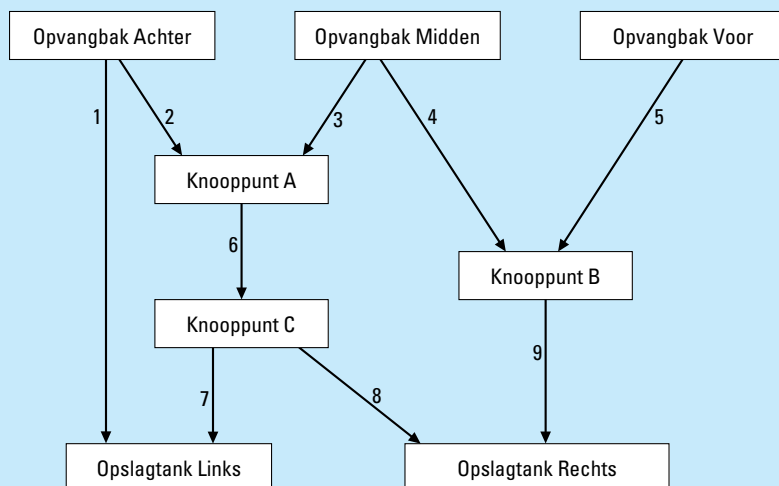 Opvangbak Achter
Opvangbak Midden
Opvangbak Voor
1
2
3
4
5
Knooppunt A
6
Knooppunt B
Knooppunt C
7
8
9
Opslagtank Links
Opslagtank Rechts